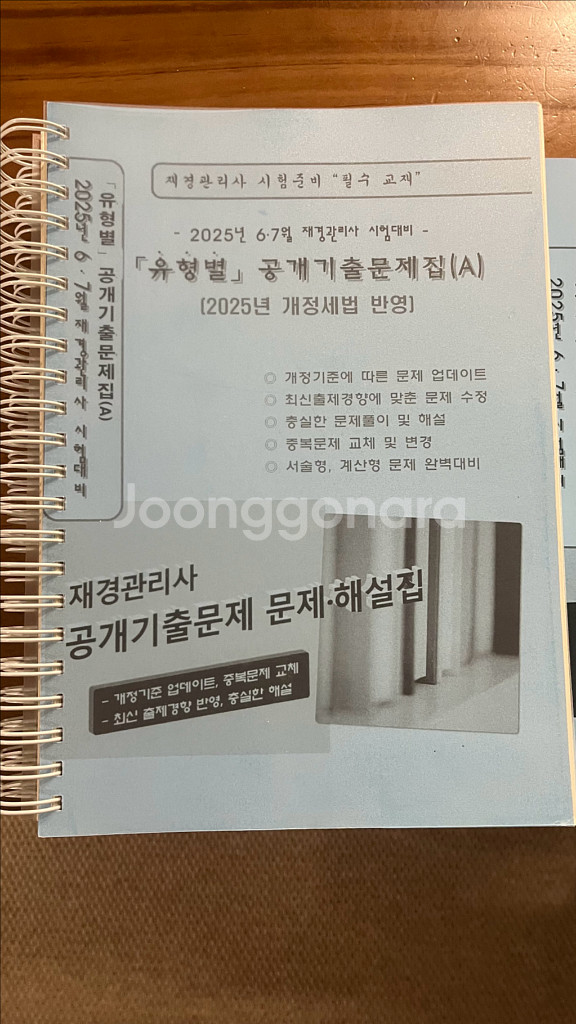 재경관리사 시험준비 "필수 교재"
- 2025년 6·7월 재경관리사 시험대비 -
「유형별」 공개기출문제집(A)
(2025년 개정세법 반영)
◎ 개정기준에 따른 문제 업데이트
◎ 최신출제경향에 맞춘 문제 수정
◎ 충실한 문제풀이 및 해설
◎ 중복문제 교체 및 변경
◎ 서술형, 계산형 문제 완벽대비
「유형별」 공개기출문제집(A)
2025년 6·7월 재경관리사 시험대비
Joonggonara
재경관리사
공개기출문제 문제·해설집
- 개정기준 업데이트, 중복문제 교체
- 최신 출제경향 반영, 충실한 해설
2025년 6·7월